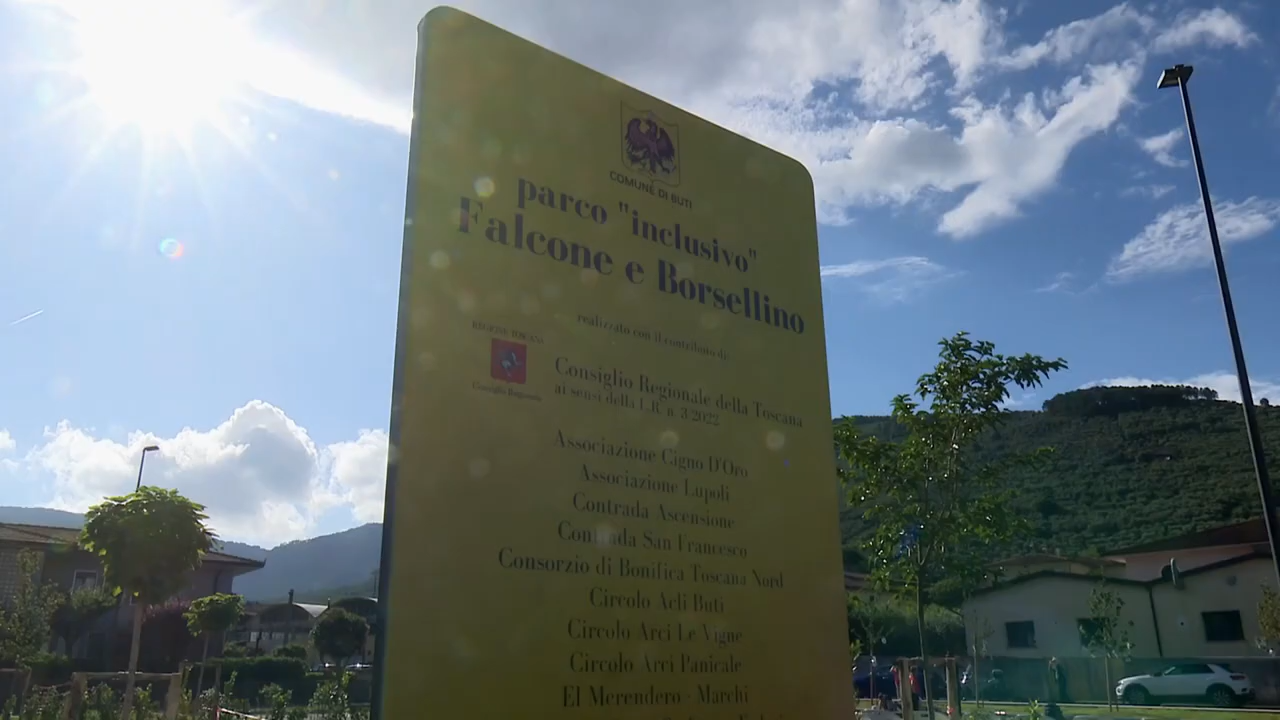 COMUNE DI BUTI
parco "inclusivo"
Falcone e Borsellino
realizzato con il contributo di:
REGIONE TOSCANA
Consiglio Regionale
Consiglio Regionale della Toscana
ai sensi della L.R. n. 3/2022
Associazione Cigno D'Oro
Associazione Lupoli
Contrada Ascensione
Contrada San Francesco
Consorzio di Bonifica Toscana Nord
Circolo Acli Buti
Circolo Arci Le Vigne
Circolo Arci Panicale
El Merendero - Marchi